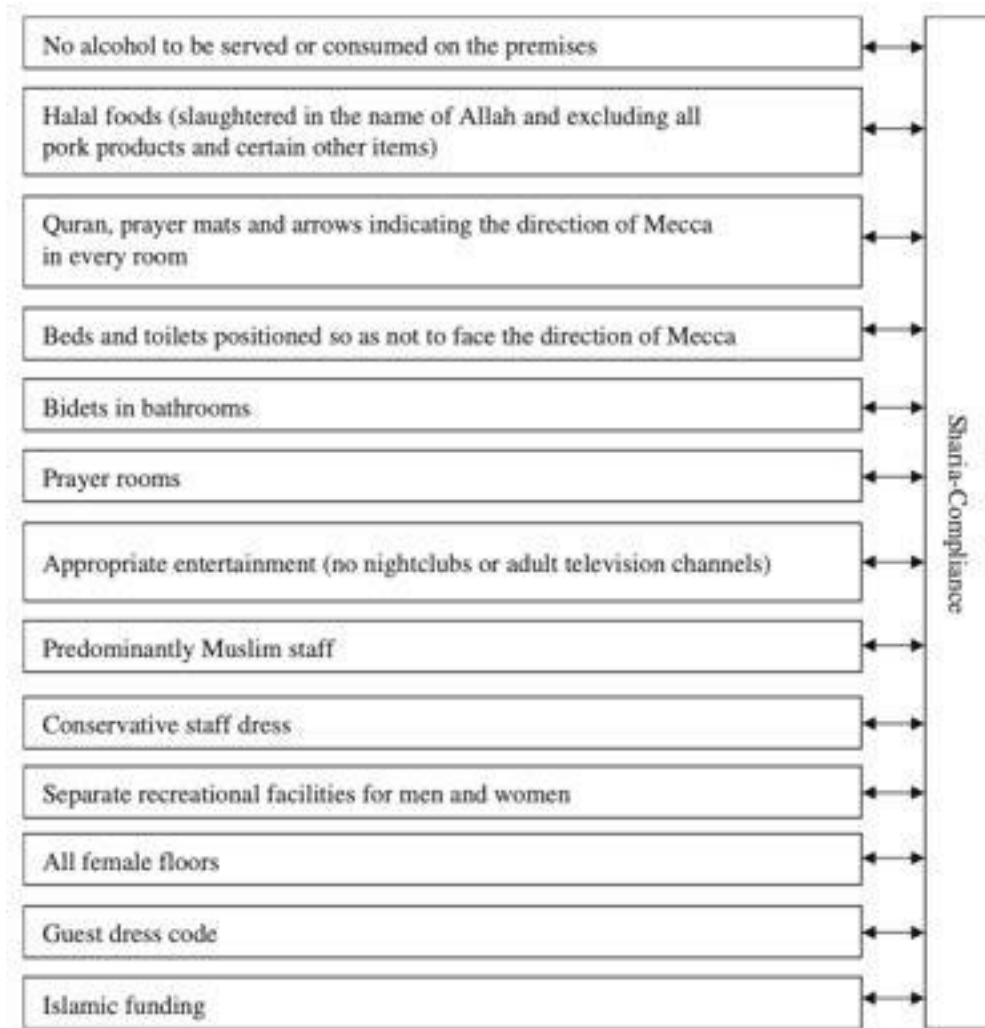 No alcohol to be served or consumed on the premises
Halal foods (slaughtered in the name of Allah and excluding all
pork products and certain other items)
Quran, prayer mats and arrows indicating the direction of Mecca
in every room
Beds and toilets positioned so as not to face the direction of Mecca
Bidets in bathrooms
Prayer rooms
Appropriate entertainment (no nightclubs or adult television channels)
Predominantly Muslim staff
Conservative staff dress
Separate recreational facilities for men and women
All female floors
Guest dress code
Islamic funding
Sharia-Compliance